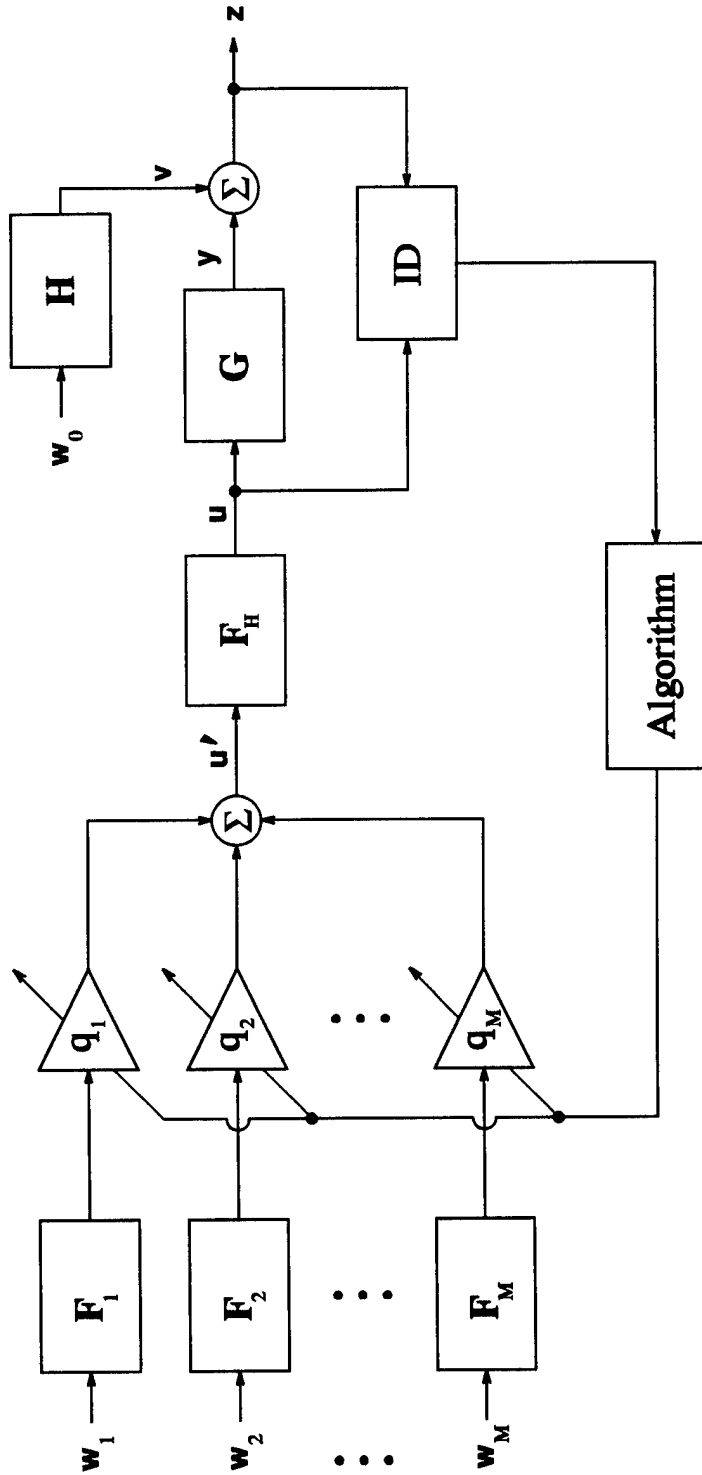 w₁
F₁
q₁
w₂
F₂
q₂
w_M
F_M
q_M
Σ
u′
F_H
u
G
y
Σ
z
w₀
H
v
ID
Algorithm